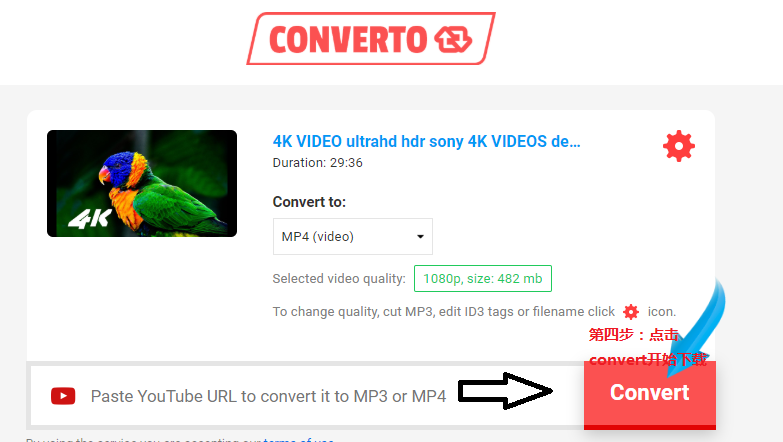 CONVERTO
4K VIDEO ultrahd hdr sony 4K VIDEOS de...
Duration: 29:36
4K
Convert to:
MP4 (video)
Selected video quality: 1080p, size: 482 mb
To change quality, cut MP3, edit ID3 tags or filename click icon.
第四步：点击
convert开始下载
Paste YouTube URL to convert it to MP3 or MP4
Convert
By using the service you are accepting our terms of use